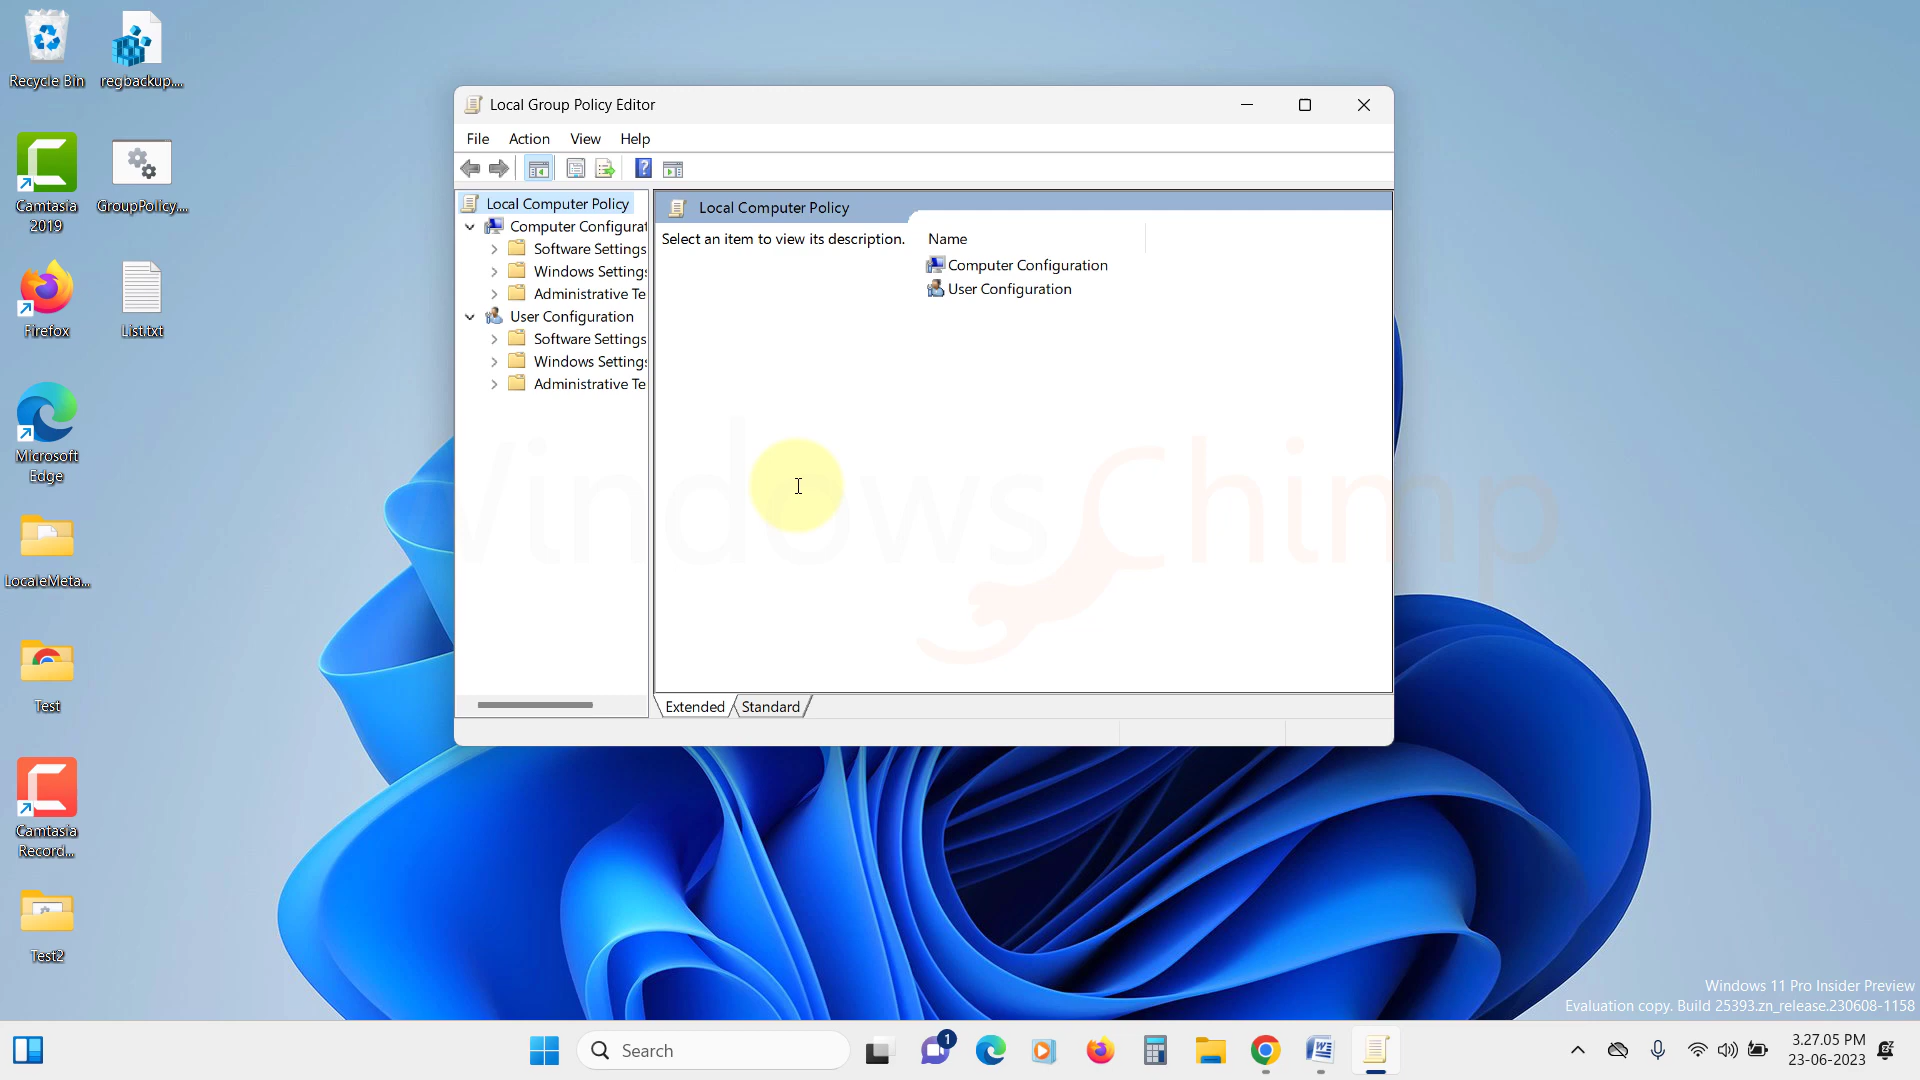 Recycle Bin
regbackup....
Camtasia
2019
GroupPolicy....
Firefox
List.txt
Microsoft
Edge
LocaleMeta...
Test
Camtasia
Record...
Test2
Local Group Policy Editor
File Action View Help
Local Computer Policy
Computer Configurat
Software Settings
Windows Settings
Administrative Te
User Configuration
Software Settings
Windows Settings
Administrative Te
Local Computer Policy
Select an item to view its description.
Name
Computer Configuration
User Configuration
WindowsChimp
Extended Standard
Windows 11 Pro Insider Preview
Evaluation copy. Build 25393.zn_release.230608-1158
Search
1
3.27.05 PM
23-06-2023